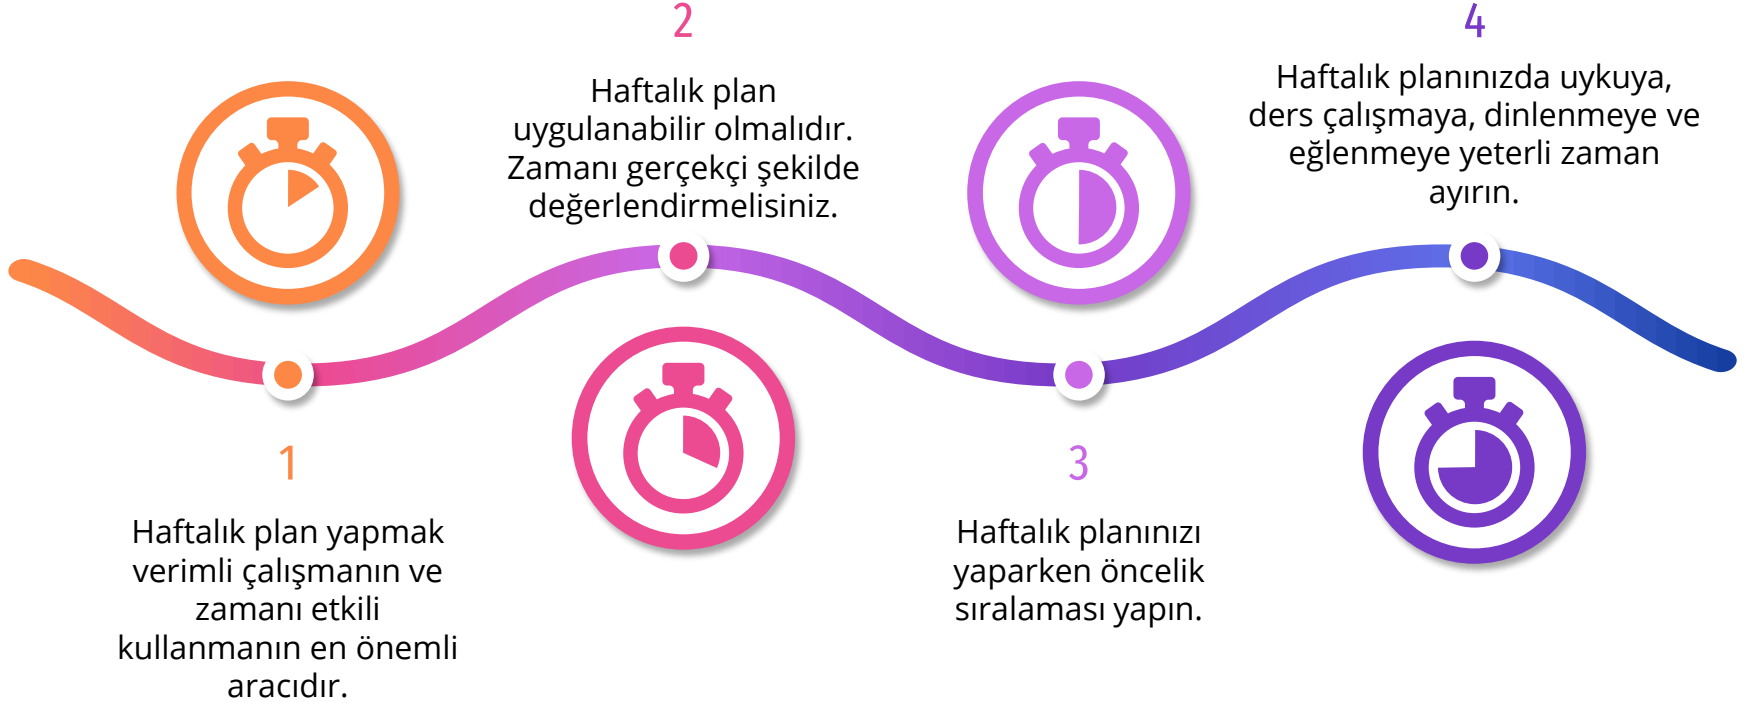 1
Haftalık plan yapmak
verimli çalışmanın ve
zamanı etkili
kullanmanın en önemli
aracıdır.
2
Haftalık plan
uygulanabilir olmalıdır.
Zamanı gerçekçi şekilde
değerlendirmelisiniz.
3
Haftalık planınızı
yaparken öncelik
sıralaması yapın.
4
Haftalık planınızda uykuya,
ders çalışmaya, dinlenmeye ve
eğlenmeye yeterli zaman
ayırın.